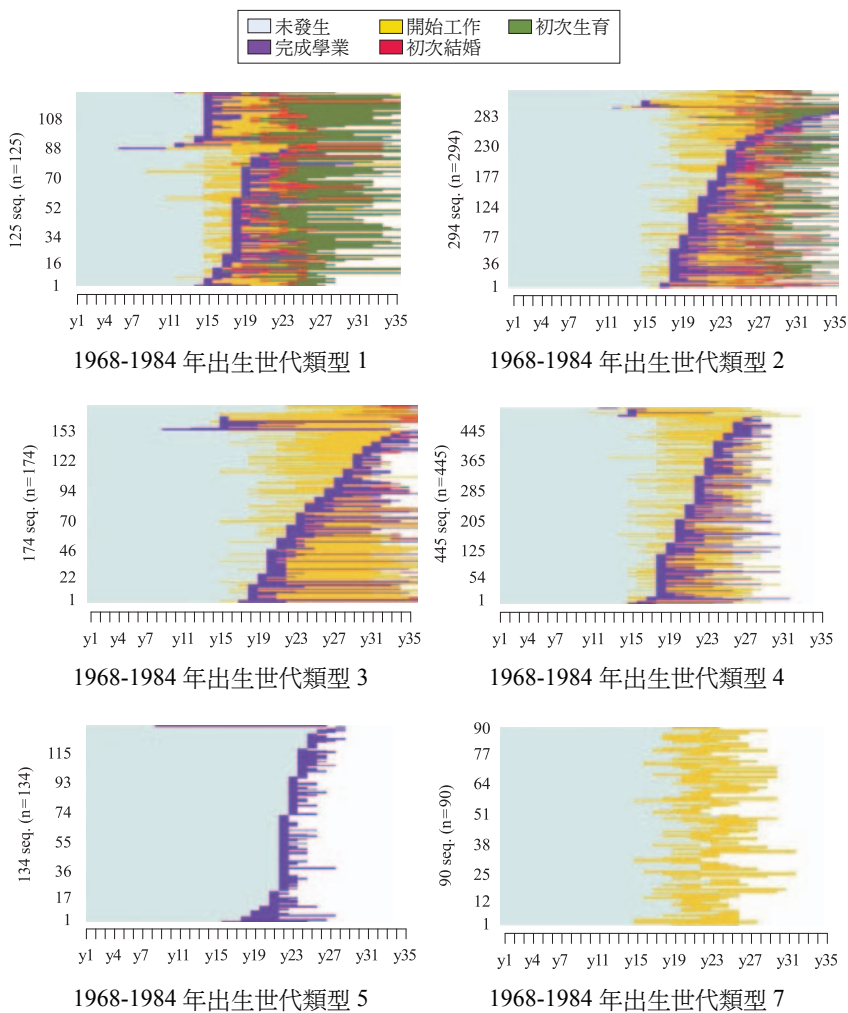 未發生 開始工作 初次生育
完成學業 初次結婚
125 seq. (n=125)
108
88
70
52
34
16
1
y1 y4 y7 y11 y15 y19 y23 y27 y31 y35
1968-1984 年出生世代類型 1
294 seq. (n=294)
283
230
177
124
77
36
1
y1 y4 y7 y11 y15 y19 y23 y27 y31 y35
1968-1984 年出生世代類型 2
174 seq. (n=174)
153
122
94
70
46
22
1
y1 y4 y7 y11 y15 y19 y23 y27 y31 y35
1968-1984 年出生世代類型 3
445 seq. (n=445)
445
365
285
205
125
54
1
y1 y4 y7 y11 y15 y19 y23 y27 y31 y35
1968-1984 年出生世代類型 4
134 seq. (n=134)
115
93
74
55
36
17
1
y1 y4 y7 y11 y15 y19 y23 y27 y31 y35
1968-1984 年出生世代類型 5
90 seq. (n=90)
90
77
64
51
38
25
12
1
y1 y4 y7 y11 y15 y19 y23 y27 y31 y35
1968-1984 年出生世代類型 7